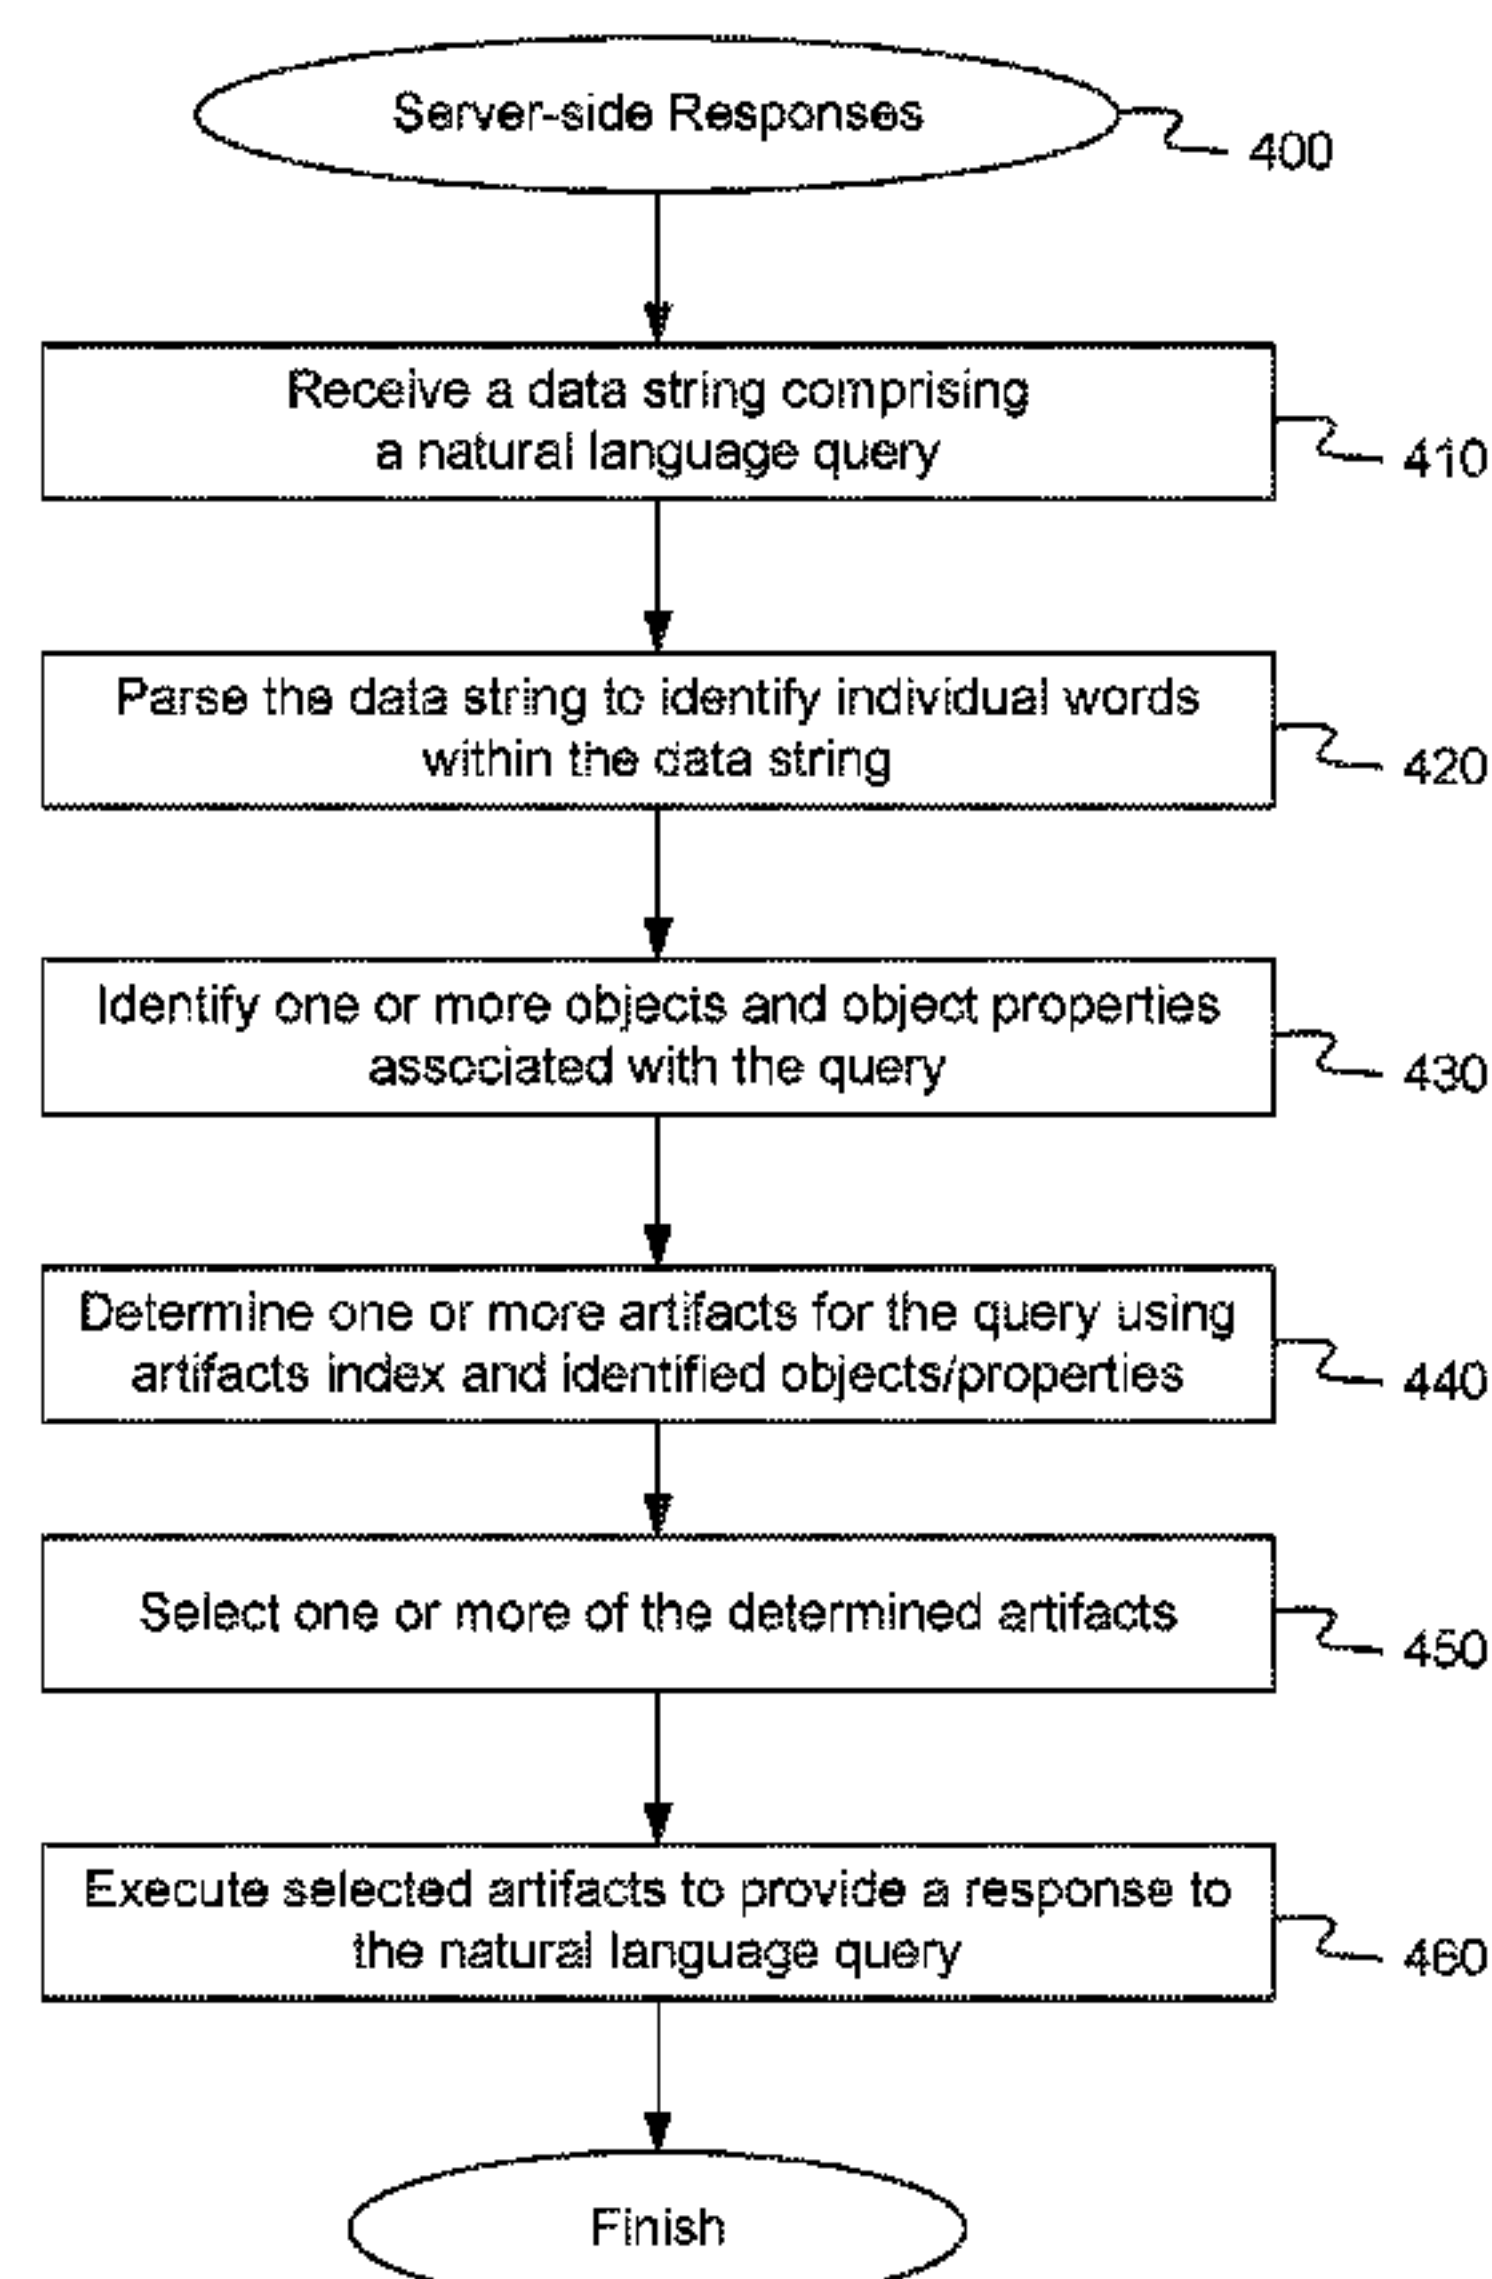 Server-side Responses
400
Receive a data string comprising
a natural language query
410
Parse the data string to identify individual words
within the data string
420
Identify one or more objects and object properties
associated with the query
430
Determine one or more artifacts for the query using
artifacts index and identified objects/properties
440
Select one or more of the determined artifacts
450
Execute selected artifacts to provide a response to
the natural language query
460
Finish